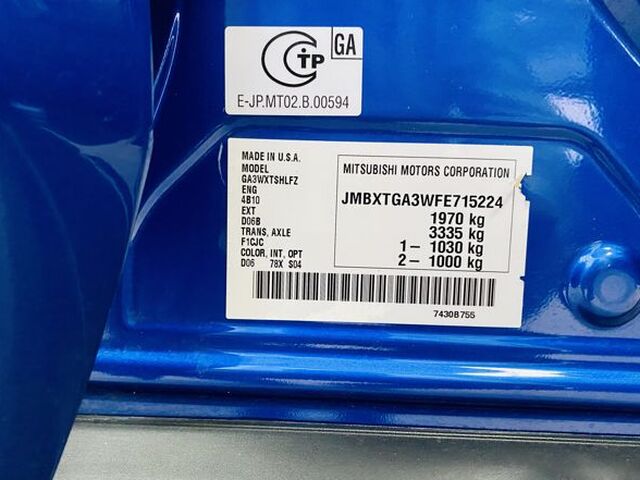 CTP GA
E-JP.MT02.B.00594
MADE IN U.S.A.
MODEL
GA3WXTSHLFZ
ENG
4B10
EXT
D06B
TRANS, AXLE
F1CJC
COLOR, INT, OPT
D06 78X S04
MITSUBISHI MOTORS CORPORATION
JMBXTGA3WFE715224
1970 kg
3335 kg
1– 1030 kg
2– 1000 kg
7430B755